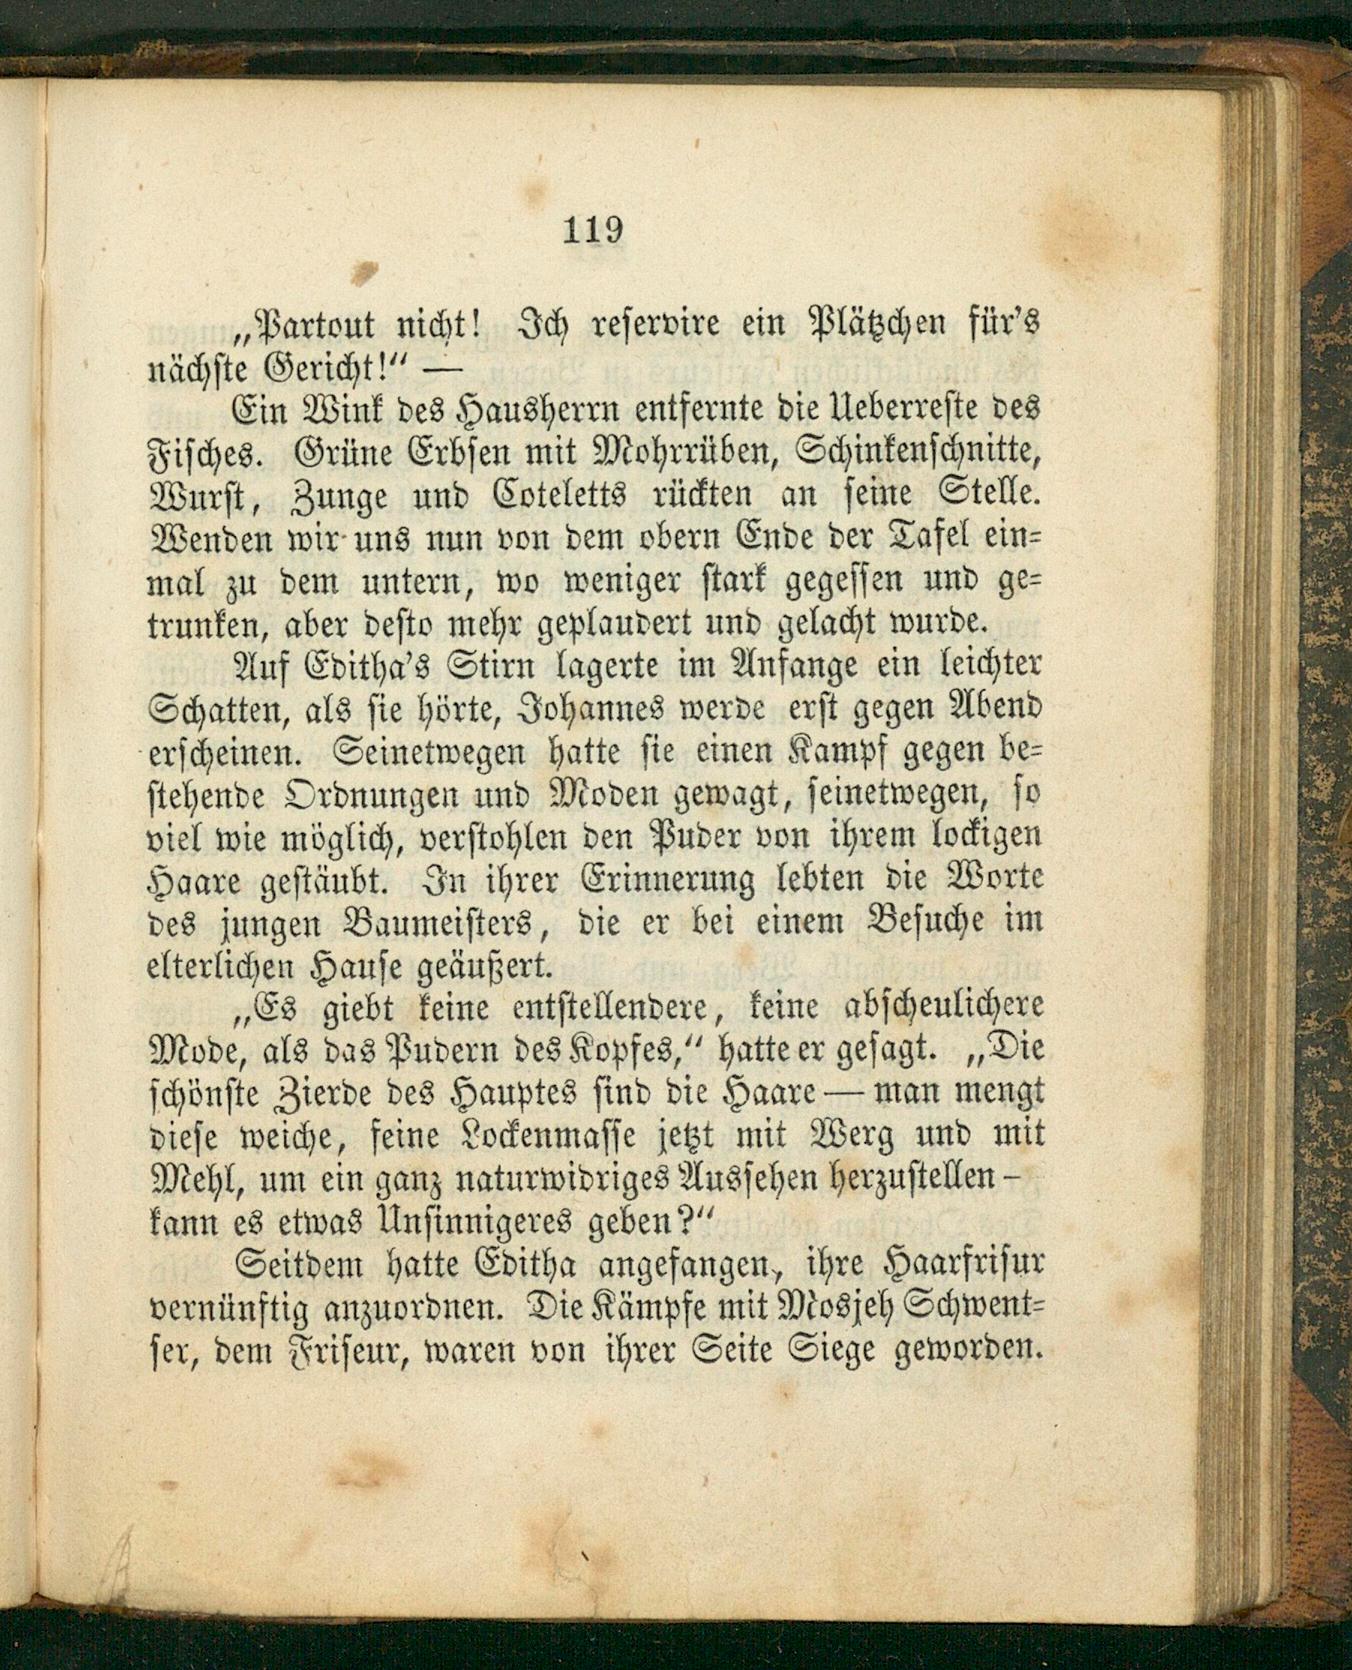 119
„Partout nicht! Ich reservire ein Plätzchen für's
nächste Gericht!“ —
Ein Wink des Hausherrn entfernte die Ueberreste des
Fisches. Grüne Erbsen mit Mohrrüben, Schinkenschnitte,
Wurst, Zunge und Coteletts rückten an seine Stelle.
Wenden wir uns nun von dem obern Ende der Tafel ein-
mal zu dem untern, wo weniger stark gegessen und ge-
trunken, aber desto mehr geplaudert und gelacht wurde.
Auf Editha's Stirn lagerte im Anfange ein leichter
Schatten, als sie hörte, Johannes werde erst gegen Abend
erscheinen. Seinetwegen hatte sie einen Kampf gegen be-
stehende Ordnungen und Moden gewagt, seinetwegen, so
viel wie möglich, verstohlen den Puder von ihrem lockigen
Haare gestäubt. In ihrer Erinnerung lebten die Worte
des jungen Baumeisters, die er bei einem Besuche im
elterlichen Hause geäußert.
„Es giebt keine entstellendere, keine abscheulichere
Mode, als das Pudern des Kopfes,“ hatte er gesagt. „Die
schönste Zierde des Hauptes sind die Haare — man mengt
diese weiche, feine Lockenmasse jetzt mit Werg und mit
Mehl, um ein ganz naturwidriges Aussehen herzustellen –
kann es etwas Unsinnigeres geben?“
Seitdem hatte Editha angefangen, ihre Haarfrisur
vernünftig anzuordnen. Die Kämpfe mit Mosjeh Schwent-
ser, dem Friseur, waren von ihrer Seite Siege geworden.